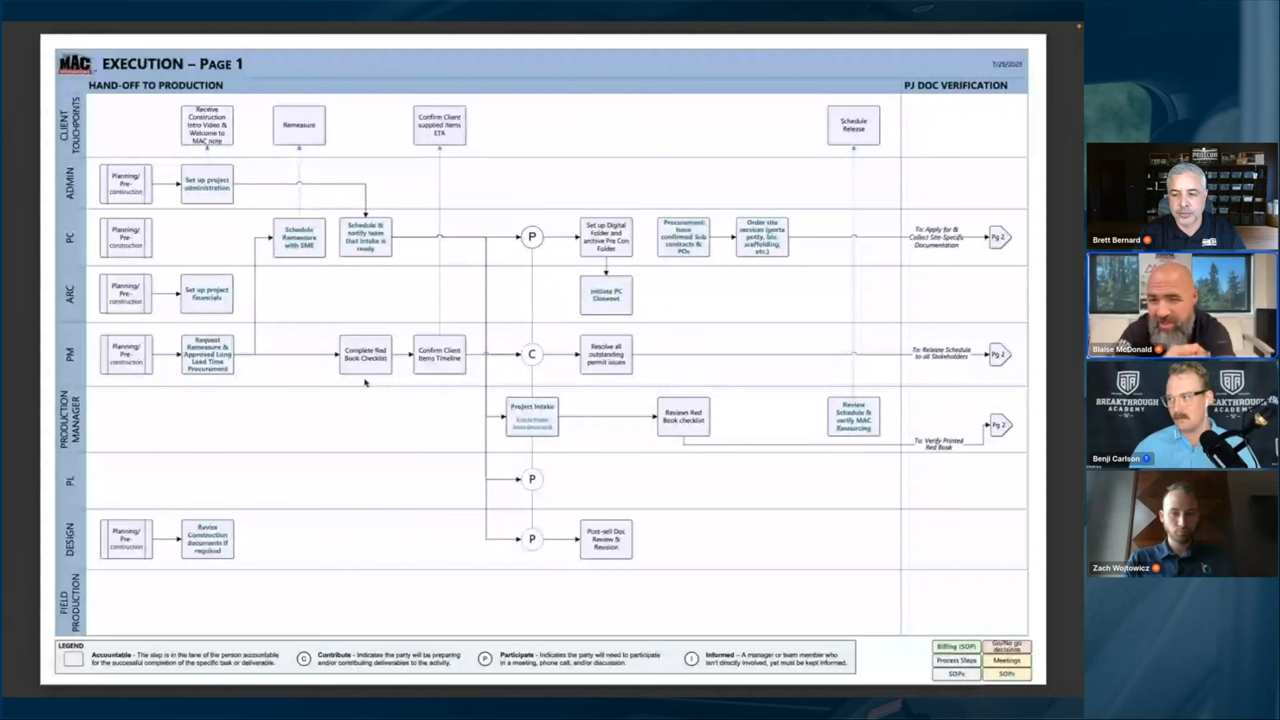 MAC
EXECUTION – PAGE 1
7/26/2023
HAND-OFF TO PRODUCTION
PJ DOC VERIFICATION
CLIENT TOUCHPOINTS
Receive
Construction
Intro Video &
Welcome to
MAC note
Remeasure
Confirm Client
supplied items
ETA
Schedule
Release
ADMIN
Planning/
Pre-
construction
Set up project
administration
PC
Planning/
Pre-
construction
Schedule
Remeasure
with SME
Schedule &
notify team
that Intake is
ready
P
Set up Digital
Folder and
archive Pre Con
Folder
Procurement:
Issue
confirmed Sub
contracts &
POs
Order site
services (porta
potty, bin,
scaffolding,
etc.)
To: Apply for &
Collect Site-Specific
Documentation
Pg 2
ARC
Planning/
Pre-
construction
Set up project
financials
Initiate PC
Closeout
PM
Planning/
Pre-
construction
Request
Remeasure &
Approved Long
Lead Time
Procurement
Complete Red
Book Checklist
Confirm Client
Items Timeline
C
Resolve all
outstanding
permit issues
To: Release Schedule
to all Stakeholders
Pg 2
PRODUCTION MANAGER
Project Intake
Review Red
Book checklist
Review
Schedule &
verify MAC
Resourcing
To: Verify Printed
Red Book
Pg 2
PL
P
DESIGN
Planning/
Pre-
construction
Revise
Construction
documents if
required
P
Post-sell Doc
Review &
Revision
FIELD PRODUCTION
LEGEND
Accountable - The step is in the lane of the person accountable
for the successful completion of the specific task or deliverable.
C
Contribute - Indicates the party will be preparing
and/or contributing deliverables to the activity.
P
Participate - Indicates the party will need to participate
in a meeting, phone call, and/or discussion.
I
Informed – A manager or team member who
isn't directly involved, yet must be kept informed.
Billing (SOP)
Go/No go
decisions
Process Steps
Meetings
SOPs
SOPs
Brett Bernard
Blaise McDonald
BREAKTHROUGH
ACADEMY
BREAKTHROUGH
ACADEMY
Benji Carlson
Zach Wojtowicz